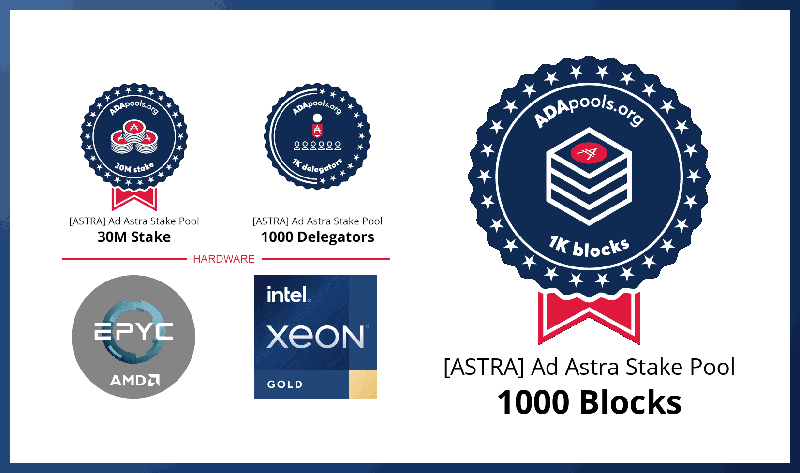 ADApools.org
30M stake
[ASTRA] Ad Astra Stake Pool
30M Stake
ADApools.org
1K delegators
[ASTRA] Ad Astra Stake Pool
1000 Delegators
HARDWARE
EPYC
AMD
intel.
XEON®
GOLD
ADApools.org
1K blocks
[ASTRA] Ad Astra Stake Pool
1000 Blocks